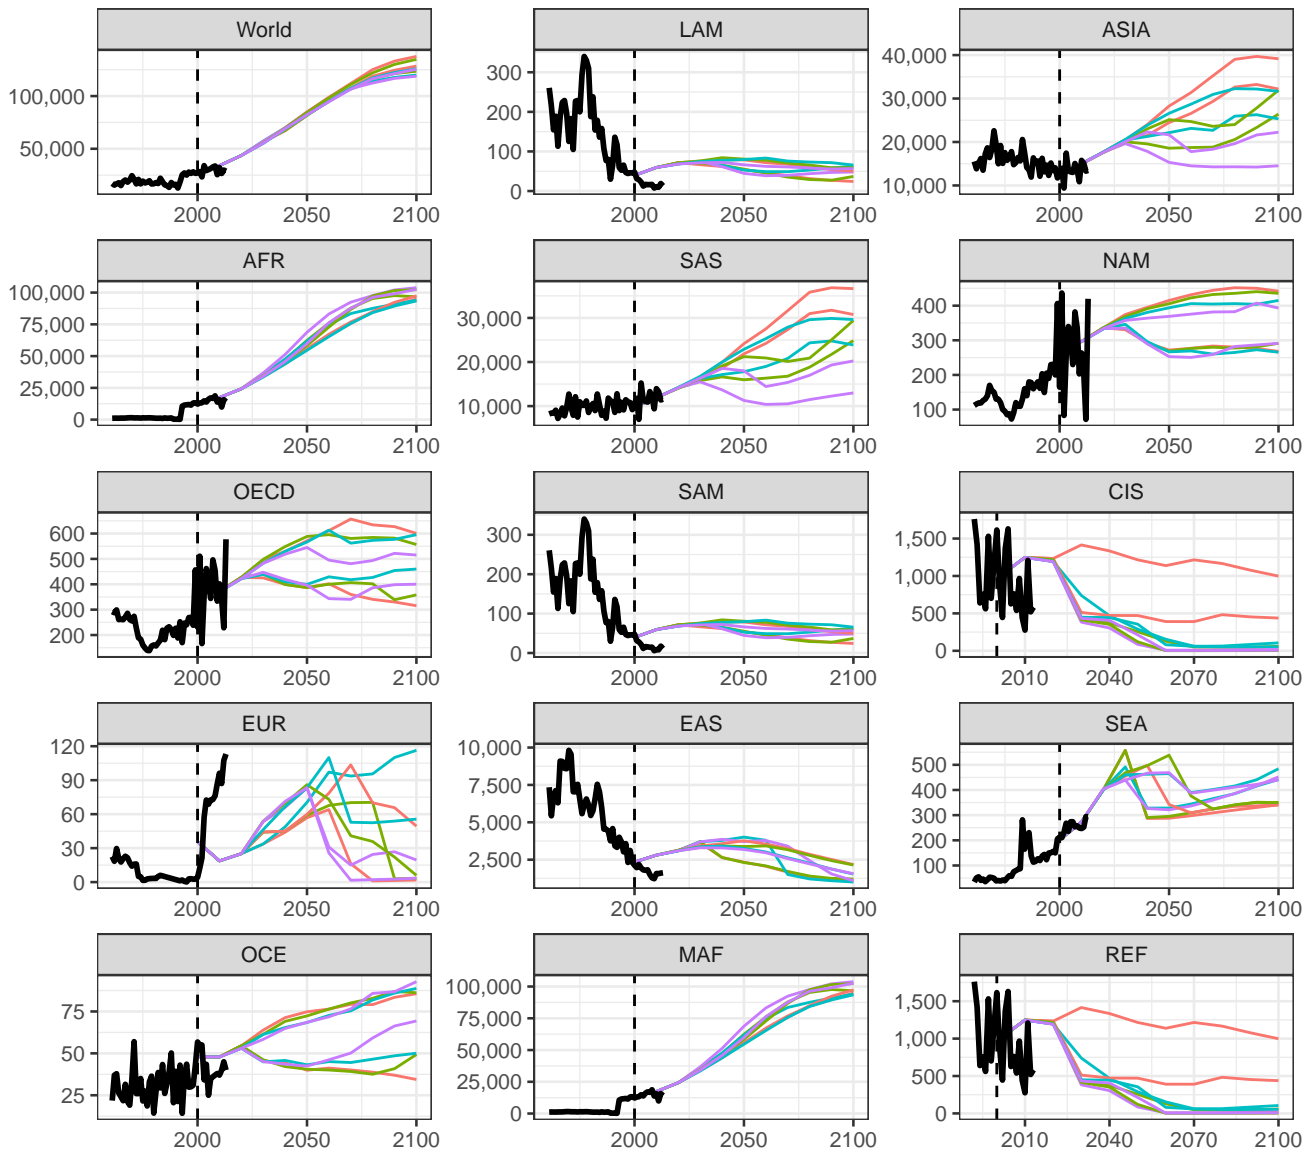 World
100,000
50,000
2000 2050 2100
LAM
300
200
100
0
2000 2050 2100
ASIA
40,000
30,000
20,000
10,000
2000 2050 2100
AFR
100,000
75,000
50,000
25,000
0
2000 2050 2100
SAS
30,000
20,000
10,000
2000 2050 2100
NAM
400
300
200
100
2000 2050 2100
OECD
600
500
400
300
200
2000 2050 2100
SAM
300
200
100
0
2000 2050 2100
CIS
1,500
1,000
500
0
2010 2040 2070 2100
EUR
120
90
60
30
0
2000 2050 2100
EAS
10,000
7,500
5,000
2,500
2000 2050 2100
SEA
500
400
300
200
100
2000 2050 2100
OCE
75
50
25
2000 2050 2100
MAF
100,000
75,000
50,000
25,000
0
2000 2050 2100
REF
1,500
1,000
500
0
2010 2040 2070 2100